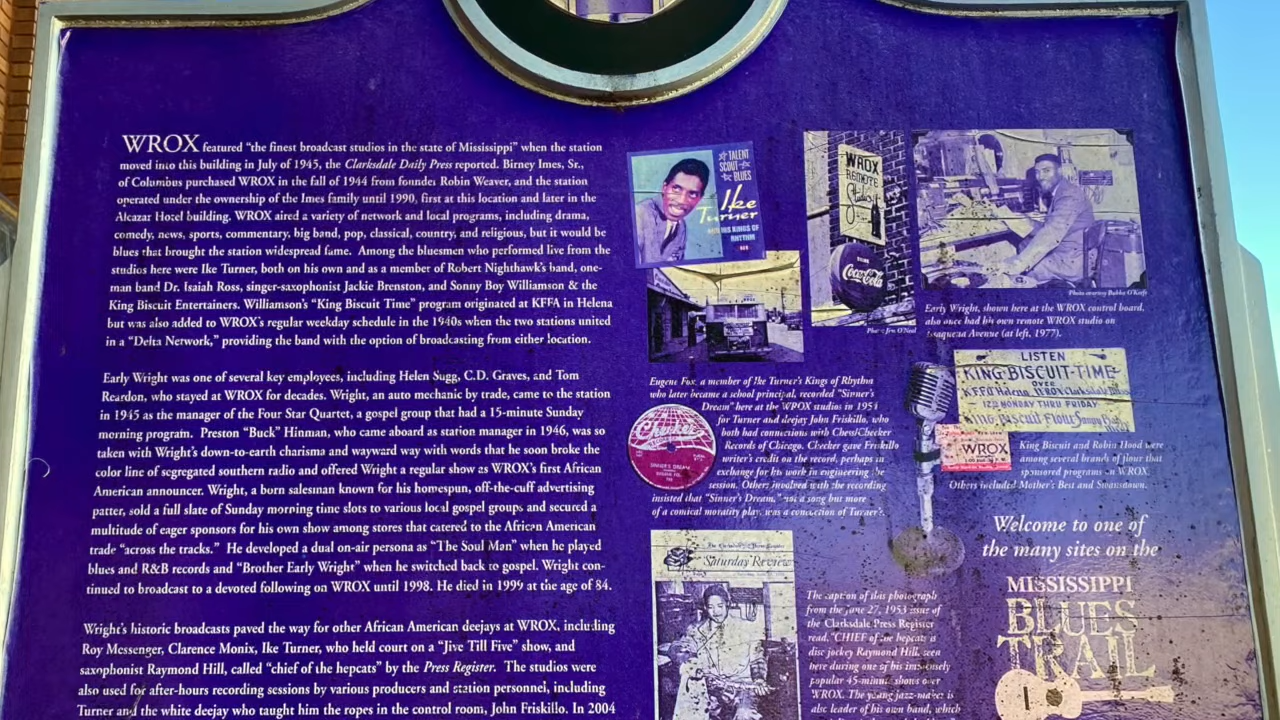 WROX featured “the finest broadcast studios in the state of Mississippi” when the station
moved into this building in July of 1945, the Clarksdale Daily Press reported. Birney Imes, Sr.,
of Columbus purchased WROX in the fall of 1944 from founder Robin Weaver, and the station
operated under the ownership of the Imes family until 1990, first at this location and later in the
Alcazar Hotel building. WROX aired a variety of network and local programs, including drama,
comedy, news, sports, commentary, big band, pop, classical, country, and religious, but it would be
blues that brought the station widespread fame. Among the bluesmen who performed live from the
studios here were Ike Turner, both on his own and as a member of Robert Nighthawk’s band, one-
man band Dr. Isaiah Ross, singer-saxophonist Jackie Brenston, and Sonny Boy Williamson & the
King Biscuit Entertainers. Williamson’s “King Biscuit Time” program originated at KFFA in Helena
but was also added to WROX’s regular weekday schedule in the 1940s when the two stations united
in a “Delta Network,” providing the band with the option of broadcasting from either location.
Early Wright was one of several key employees, including Helen Sugg, C.D. Graves, and Tom
Reardon, who stayed at WROX for decades. Wright, an auto mechanic by trade, came to the station
in 1945 as the manager of the Four Star Quartet, a gospel group that had a 15-minute Sunday
morning program. Preston “Buck” Hinman, who came aboard as station manager in 1946, was so
taken with Wright’s down-to-earth charisma and wayward way with words that he soon broke the
color line of segregated southern radio and offered Wright a regular show as WROX’s first African
American announcer. Wright, a born salesman known for his homespun, off-the-cuff advertising
patter, sold a full slate of Sunday morning time slots to various local gospel groups and secured a
multitude of eager sponsors for his own show among stores that catered to the African American
trade “across the tracks.” He developed a dual on-air persona as “The Soul Man” when he played
blues and R&B records and “Brother Early Wright” when he switched back to gospel. Wright con-
tinued to broadcast to a devoted following on WROX until 1998. He died in 1999 at the age of 84.
Wright’s historic broadcasts paved the way for other African American deejays at WROX, including
Roy Messenger, Clarence Monix, Ike Turner, who held court on a “Jive Till Five” show, and
saxophonist Raymond Hill, called “chief of the hepcats” by the Press Register. The studios were
also used for after-hours recording sessions by various producers and station personnel, including
Turner and the white deejay who taught him the ropes in the control room, John Friskillo. In 2004
TALENT
SCOUT
BLUES
Ike
Turner
AND HIS KINGS OF
RHYTHM
WROX
REMOTE
Studio
DRINK
Coca-Cola
Photo: Jim O'Neal
Photo courtesy Bubba O'Keefe
Early Wright, shown here at the WROX control board,
also once had his own remote WROX studio on
Issaquena Avenue (at left, 1977).
Eugene Fox, a member of Ike Turner’s Kings of Rhythm
who later became a school principal, recorded “Sinner’s
Dream” here at the WROX studios in 1954
for Turner and deejay John Friskillo, who
both had connections with Chess/Checker
Records of Chicago. Checker gave Friskillo
writer’s credit on the record, perhaps in
exchange for his work in engineering the
session. Others involved with the recording
insisted that “Sinner’s Dream,” not a song but more
of a comical morality play, was a concoction of Turner’s.
Checker
SINNER'S DREAM
LISTEN
KING-BISCUIT-TIME
OVER
KFFA Helena WROX Clarksdale
MONDAY THRU FRIDAY
WROX
King Biscuit and Robin Hood were
among several brands of flour that
sponsored programs on WROX.
Others included Mother’s Best and Swansdown.
Saturday Review
The caption of this photograph
from the June 27, 1953 issue of
the Clarksdale Press Register
read, “CHIEF of the hepcats is
disc jockey Raymond Hill, seen
here during one of his immensely
popular 45-minute shows over
WROX. The young jazz-maker is
also leader of his own band, which
Welcome to one of
the many sites on the
MISSISSIPPI
BLUES
TRAIL